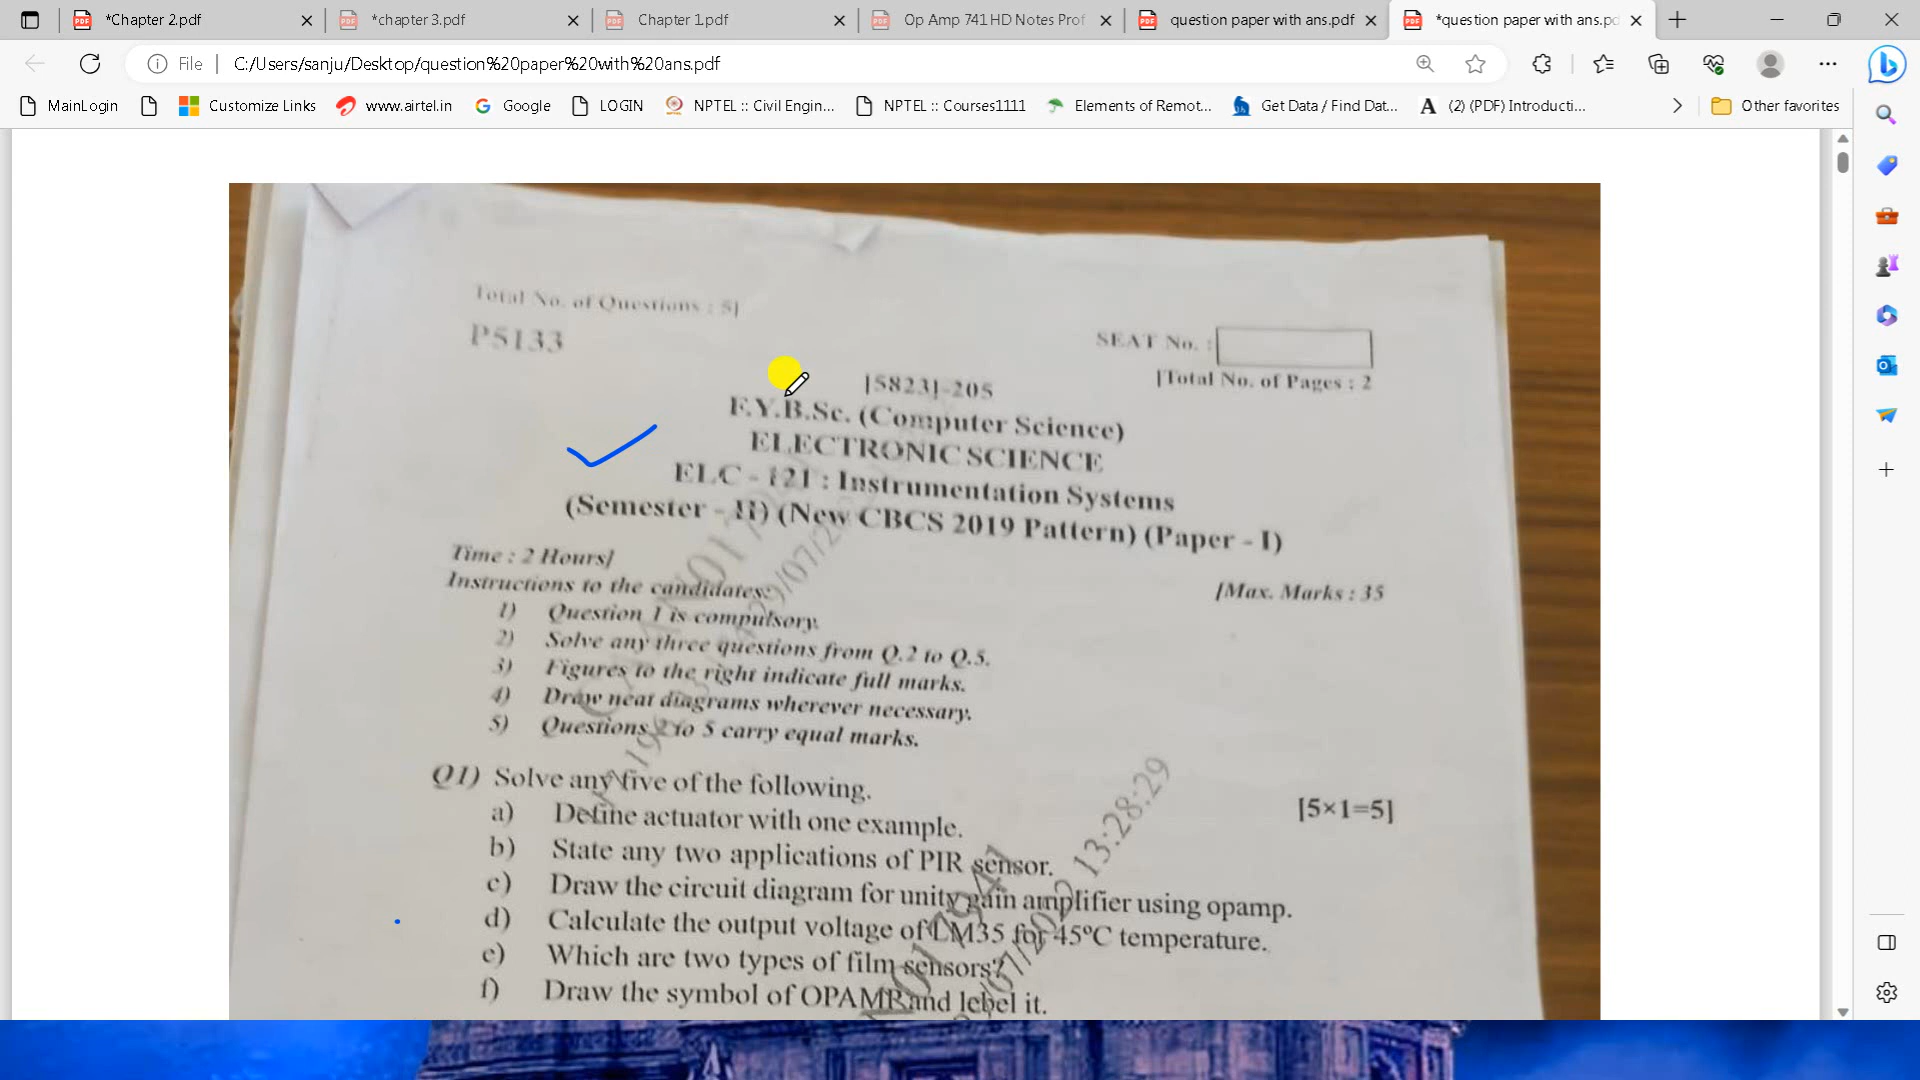 *Chapter 2.pdf
*chapter 3.pdf
Chapter 1.pdf
Op Amp 741 HD Notes Prof
question paper with ans.pdf
*question paper with ans.pd
File
C:/Users/sanju/Desktop/question%20paper%20with%20ans.pdf
MainLogin
Customize Links
www.airtel.in
Google
LOGIN
NPTEL :: Civil Engin...
NPTEL :: Courses1111
Elements of Remot...
Get Data / Find Dat...
(2) (PDF) Introducti...
Other favorites
Total No. of Questions : 5]
P5133
SEAT No. :
[Total No. of Pages : 2
[5823]-205
F.Y.B.Sc. (Computer Science)
ELECTRONIC SCIENCE
ELC - 121 : Instrumentation Systems
(Semester - II) (New CBCS 2019 Pattern) (Paper - I)
Time : 2 Hours]
[Max. Marks : 35
Instructions to the candidates:
1) Question 1 is compulsory.
2) Solve any three questions from Q.2 to Q.5.
3) Figures to the right indicate full marks.
4) Draw neat diagrams wherever necessary.
5) Questions 2 to 5 carry equal marks.
Q1) Solve any five of the following.
[5×1=5]
a) Define actuator with one example.
b) State any two applications of PIR sensor.
c) Draw the circuit diagram for unity gain amplifier using opamp.
d) Calculate the output voltage of LM35 for 45ºC temperature.
e) Which are two types of film sensors?
f) Draw the symbol of OPAMP and lebel it.
13:28:29